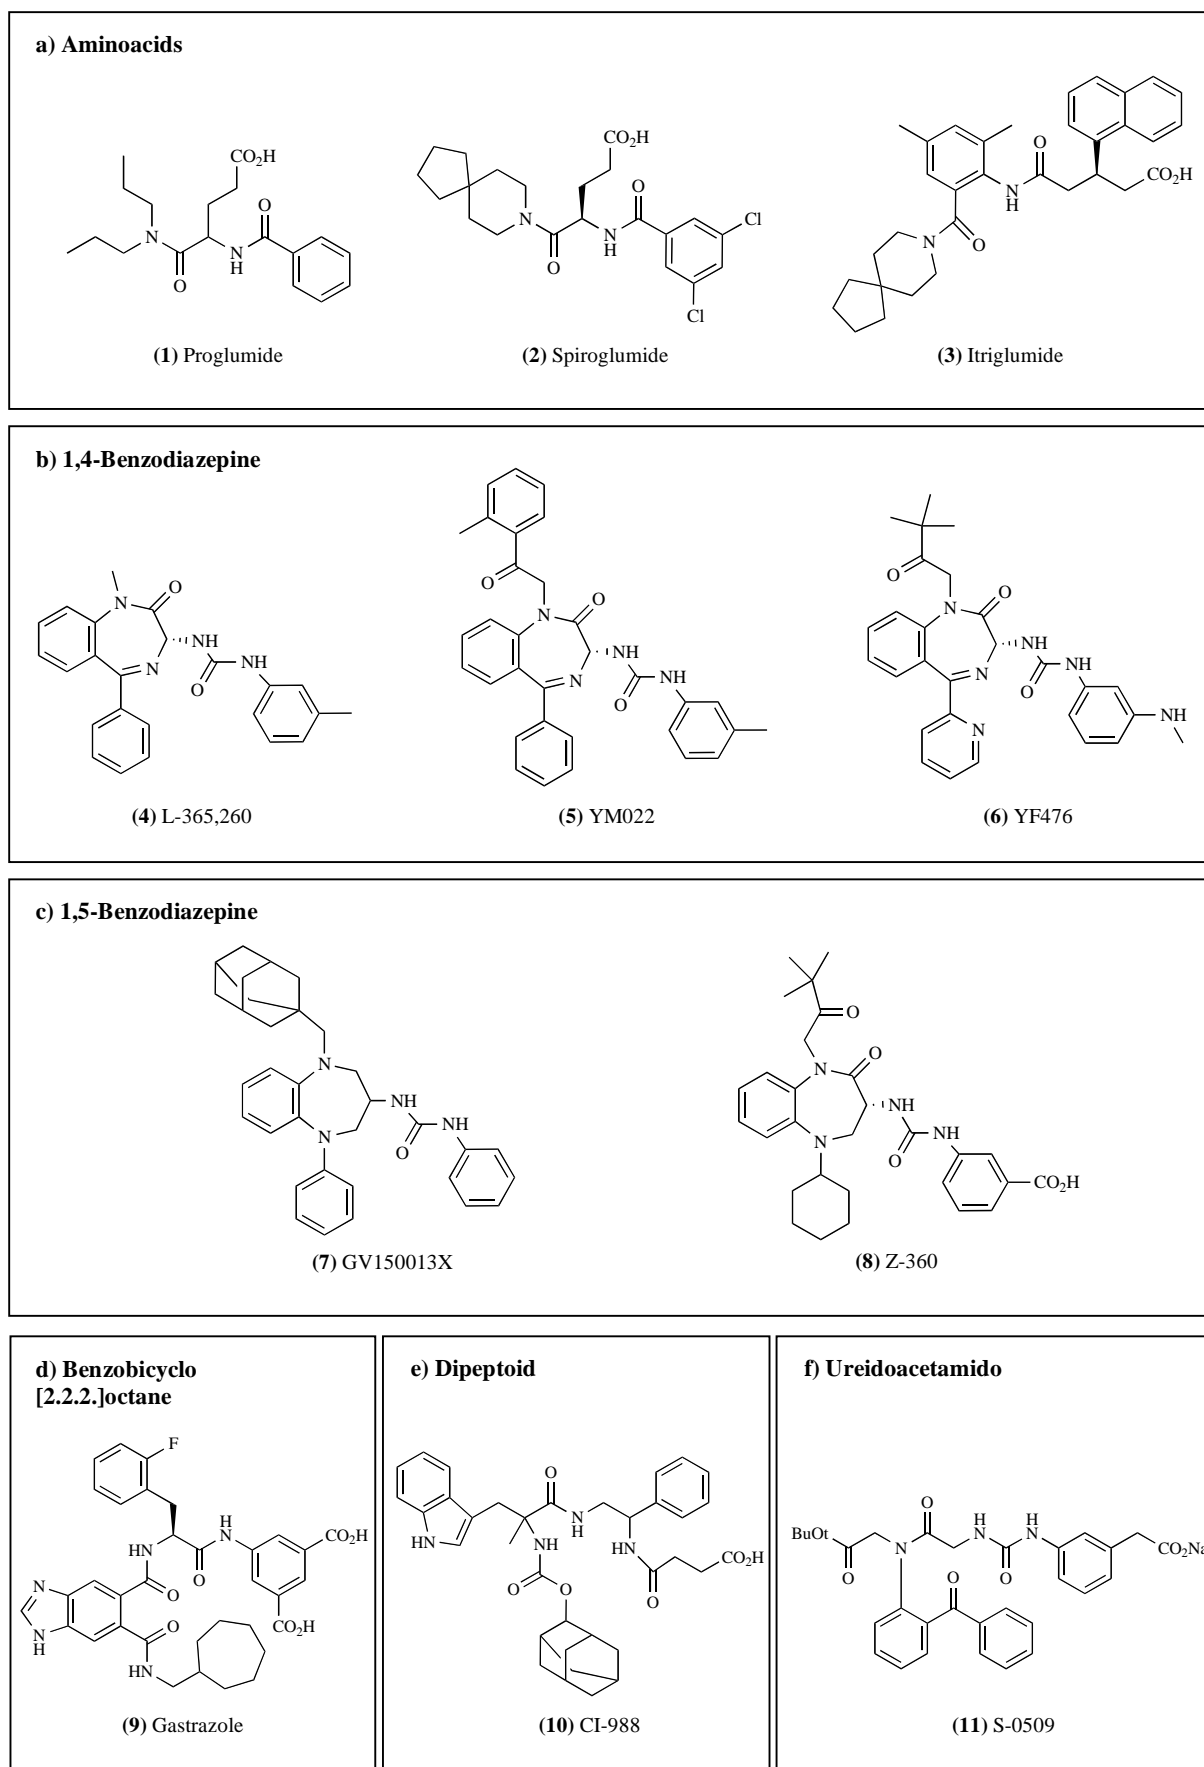 a) Aminoacids
CO₂H
O
N
O
N
H
(1) Proglumide
CO₂H
O
N
O
N
H
Cl
Cl
(2) Spiroglumide
O
N
H
CO₂H
N
O
(3) Itriglumide
b) 1,4-Benzodiazepine
N
O
NH
N
O
NH
(4) L-365,260
O
N
O
NH
N
O
NH
(5) YM022
O
N
O
NH
N
O
NH
N
NH
(6) YF476
c) 1,5-Benzodiazepine
N
NH
N
O
NH
(7) GV150013X
O
N
O
NH
N
O
NH
CO₂H
(8) Z-360
d) Benzobicyclo
[2.2.2.]octane
F
H
N
CO₂H
HN
O
O
N
N
H
O
CO₂H
HN
(9) Gastrazole
e) Dipeptoid
O
N
H
HN
NH
HN
O
O
O
CO₂H
(10) CI-988
f) Ureidoacetamido
O
H
N
H
N
BuOt
O
N
O
CO₂Na
O
(11) S-0509